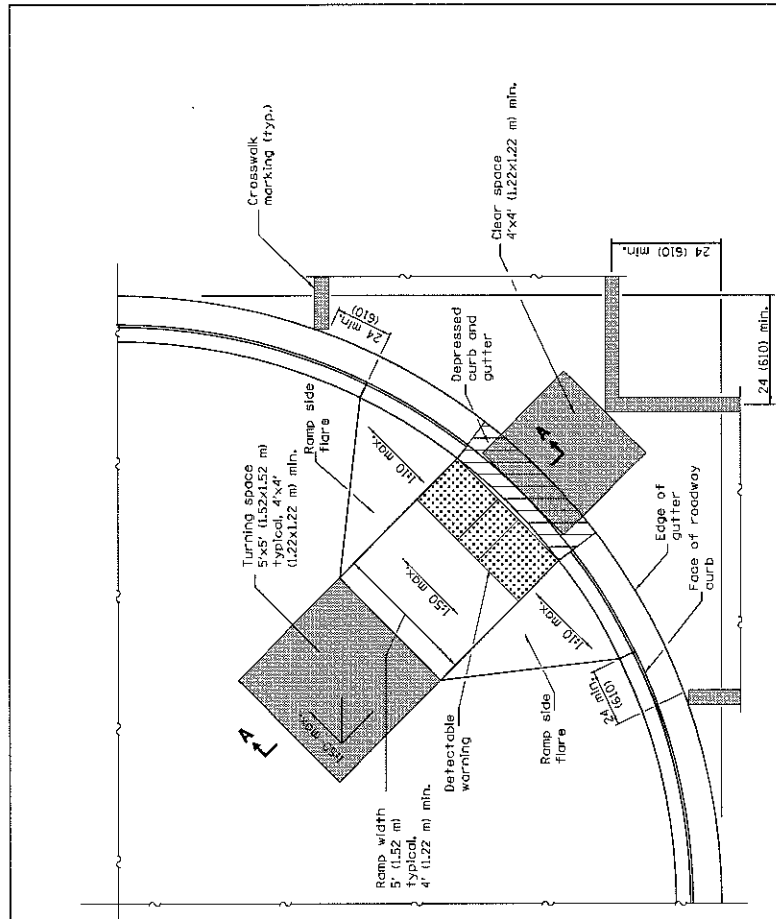 Crosswalk
marking (typ.)
Clear space
4'x4' (1.22x1.22 m) min.
24 (610) min.
24 (610) min.
24 min.
(610)
Depressed
curb and
gutter
Ramp side
flare
Turning space
5'x5' (1.52x1.52 m)
typical, 4'x4'
(1.22x1.22 m) min.
1:10 max.
A
1:50 max.
1:50 max.
A
1:10 max.
Edge of
gutter
Face of roadway
curb
24 min.
(610)
Ramp side
flare
Detectable
warning
Ramp width
5' (1.52 m)
typical,
4' (1.22 m) min.